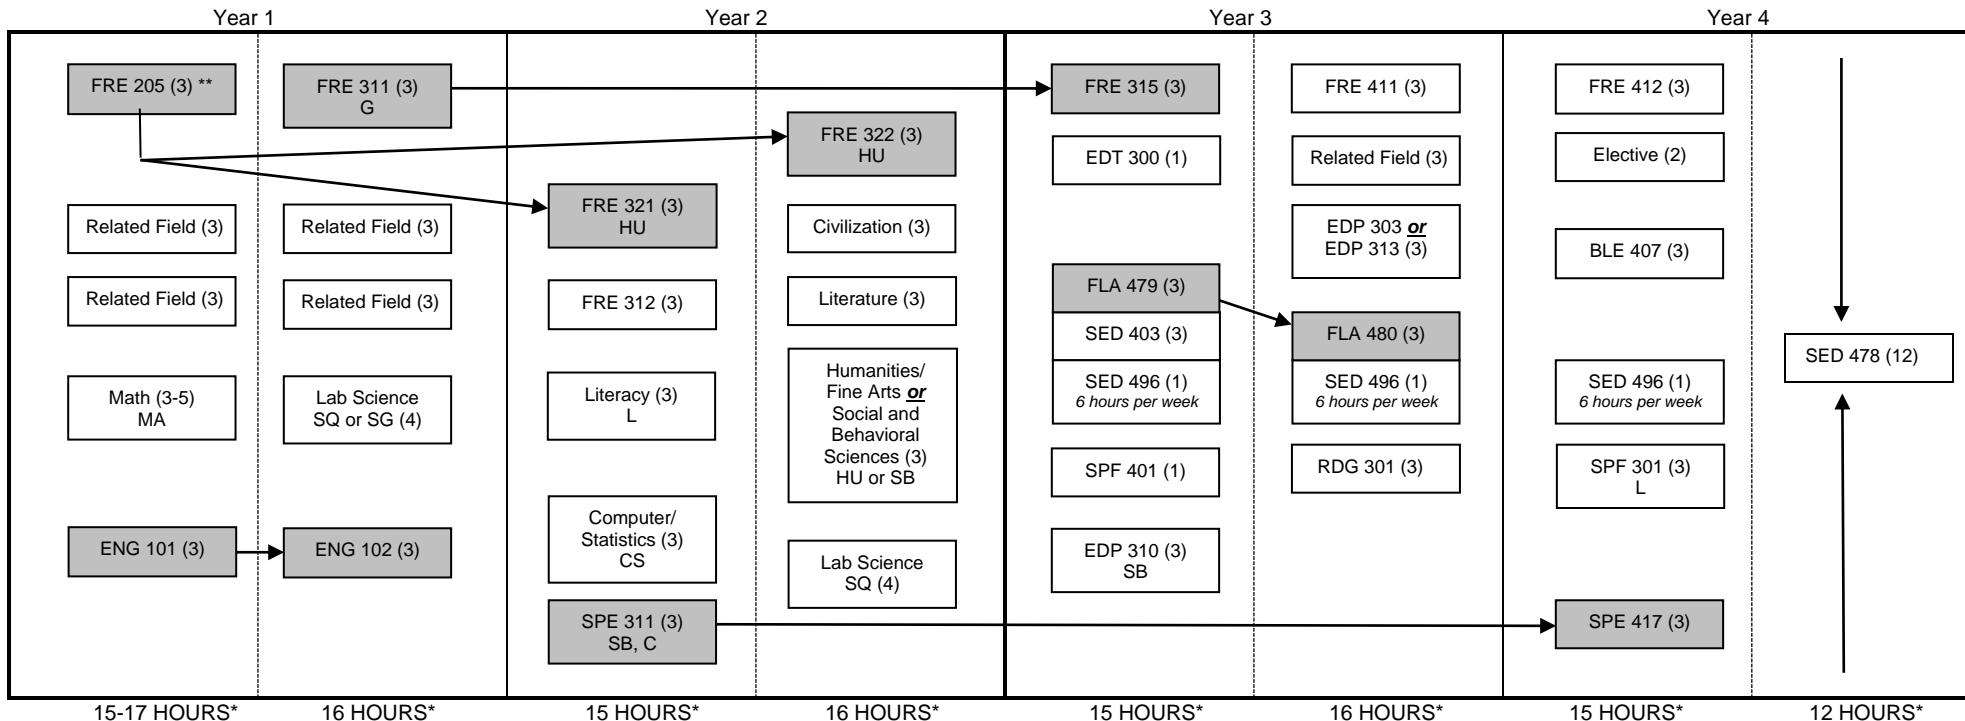 Year 1
Year 2
Year 3
Year 4
FRE 205 (3) **
Related Field (3)
Related Field (3)
Math (3-5)
MA
ENG 101 (3)
15-17 HOURS*
FRE 311 (3)
G
Related Field (3)
Related Field (3)
Lab Science
SQ or SG (4)
ENG 102 (3)
16 HOURS*
FRE 321 (3)
HU
FRE 312 (3)
Literacy (3)
L
Computer/
Statistics (3)
CS
SPE 311 (3)
SB, C
15 HOURS*
FRE 322 (3)
HU
Civilization (3)
Literature (3)
Humanities/
Fine Arts or
Social and
Behavioral
Sciences (3)
HU or SB
Lab Science
SQ (4)
16 HOURS*
FRE 315 (3)
EDT 300 (1)
FLA 479 (3)
SED 403 (3)
SED 496 (1)
6 hours per week
SPF 401 (1)
EDP 310 (3)
SB
15 HOURS*
FRE 411 (3)
Related Field (3)
EDP 303 or
EDP 313 (3)
FLA 480 (3)
SED 496 (1)
6 hours per week
RDG 301 (3)
16 HOURS*
FRE 412 (3)
Elective (2)
BLE 407 (3)
SED 496 (1)
6 hours per week
SPF 301 (3)
L
SPE 417 (3)
15 HOURS*
SED 478 (12)
12 HOURS*